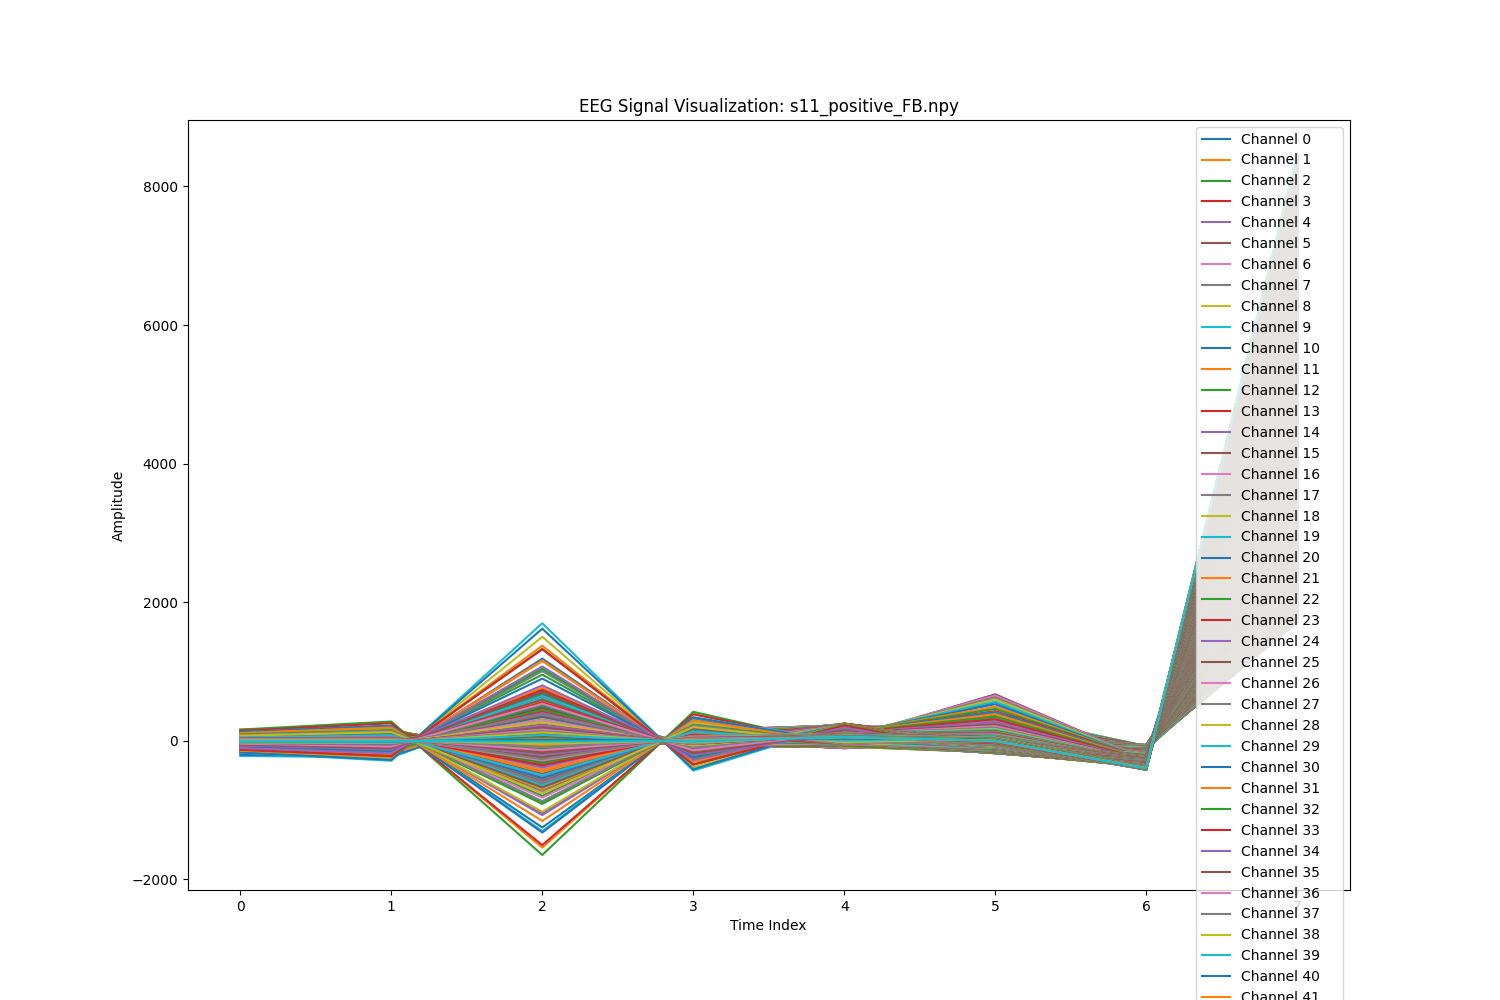 EEG Signal Visualization: s11_positive_FB.npy
Amplitude
8000
6000
4000
2000
0
−2000
0 1 2 3 4 5 6 7
Time Index
Channel 0
Channel 1
Channel 2
Channel 3
Channel 4
Channel 5
Channel 6
Channel 7
Channel 8
Channel 9
Channel 10
Channel 11
Channel 12
Channel 13
Channel 14
Channel 15
Channel 16
Channel 17
Channel 18
Channel 19
Channel 20
Channel 21
Channel 22
Channel 23
Channel 24
Channel 25
Channel 26
Channel 27
Channel 28
Channel 29
Channel 30
Channel 31
Channel 32
Channel 33
Channel 34
Channel 35
Channel 36
Channel 37
Channel 38
Channel 39
Channel 40
Channel 41